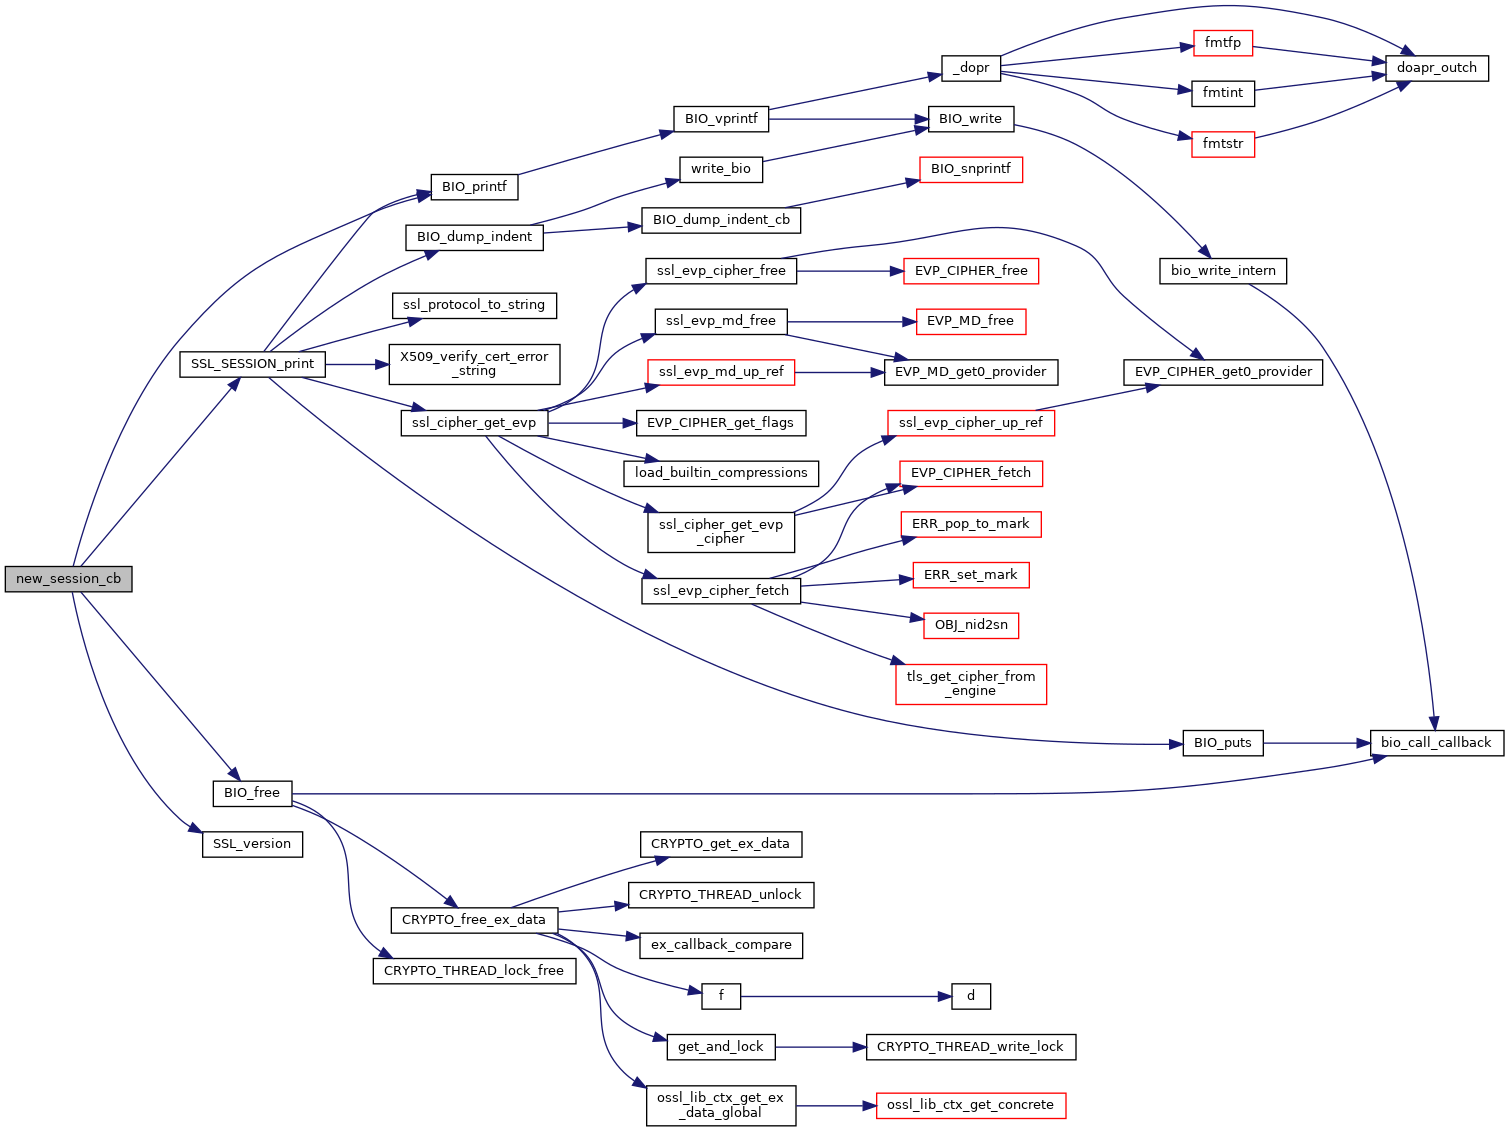 new_session_cb
BIO_printf
BIO_vprintf
_dopr
doapr_outch
fmtfp
fmtint
fmtstr
BIO_write
bio_write_intern
bio_call_callback
SSL_SESSION_print
BIO_dump_indent
write_bio
BIO_dump_indent_cb
BIO_snprintf
ssl_protocol_to_string
X509_verify_cert_error
_string
ssl_cipher_get_evp
ssl_evp_cipher_free
EVP_CIPHER_free
EVP_CIPHER_get0_provider
ssl_evp_md_free
EVP_MD_free
EVP_MD_get0_provider
ssl_evp_md_up_ref
EVP_CIPHER_get_flags
load_builtin_compressions
ssl_cipher_get_evp
_cipher
ssl_evp_cipher_up_ref
EVP_CIPHER_fetch
ssl_evp_cipher_fetch
ERR_pop_to_mark
ERR_set_mark
OBJ_nid2sn
tls_get_cipher_from
_engine
BIO_puts
BIO_free
SSL_version
CRYPTO_free_ex_data
CRYPTO_THREAD_lock_free
CRYPTO_get_ex_data
CRYPTO_THREAD_unlock
ex_callback_compare
f
d
get_and_lock
CRYPTO_THREAD_write_lock
ossl_lib_ctx_get_ex
_data_global
ossl_lib_ctx_get_concrete